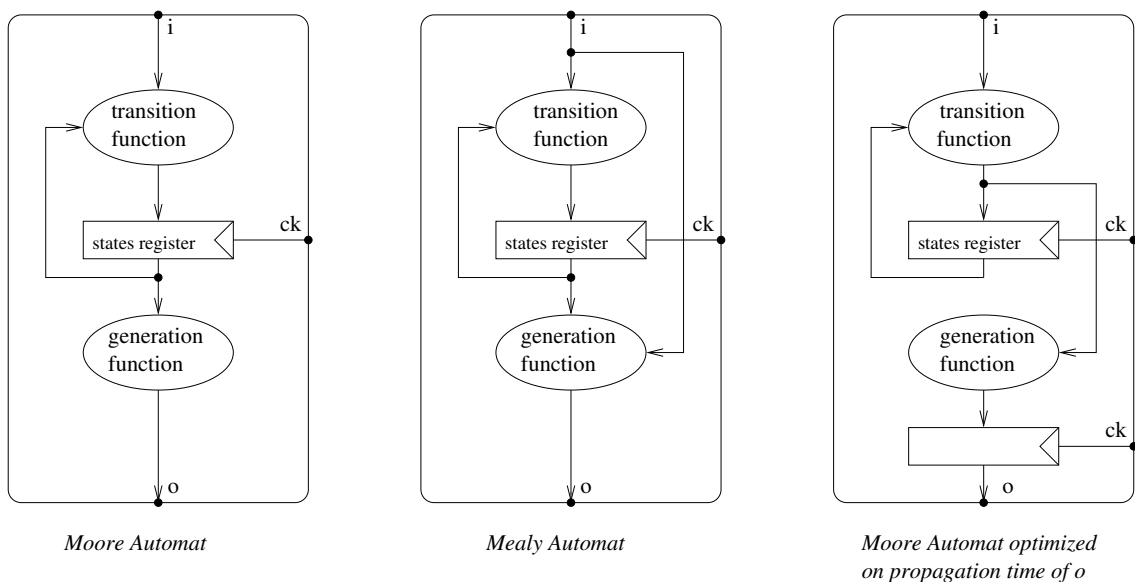 i
transition
function
states register
ck
generation
function
o
Moore Automat
i
transition
function
states register
ck
generation
function
o
Mealy Automat
i
transition
function
states register
ck
generation
function
ck
o
Moore Automat optimized
on propagation time of o